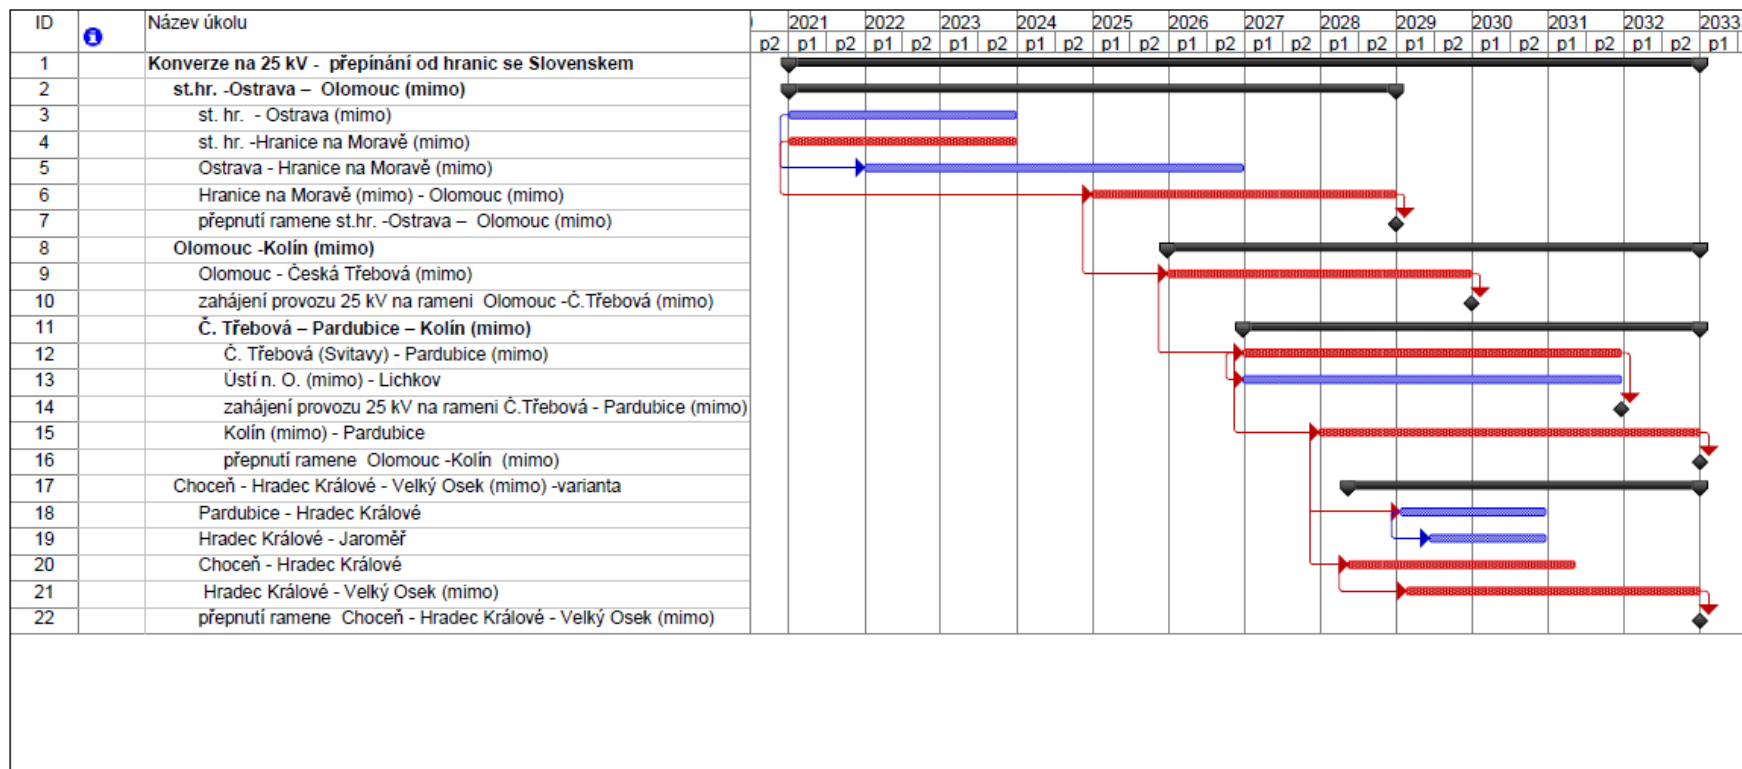 ID Název úkolu 2021 2022 2023 2024 2025 2026 2027 2028 2029 2030 2031 2032 2033
p2 p1 p2 p1 p2 p1 p2 p1 p2 p1 p2 p1 p2 p1 p2 p1 p2 p1 p2 p1 p2 p1 p2 p1 p2 p1
1 Konverze na 25 kV - přepínání od hranic se Slovenskem
2 st.hr. -Ostrava – Olomouc (mimo)
3 st. hr. - Ostrava (mimo)
4 st. hr. -Hranice na Moravě (mimo)
5 Ostrava - Hranice na Moravě (mimo)
6 Hranice na Moravě (mimo) - Olomouc (mimo)
7 přepnutí ramene st.hr. -Ostrava – Olomouc (mimo)
8 Olomouc -Kolín (mimo)
9 Olomouc - Česká Třebová (mimo)
10 zahájení provozu 25 kV na rameni Olomouc -Č.Třebová (mimo)
11 Č. Třebová – Pardubice – Kolín (mimo)
12 Č. Třebová (Svitavy) - Pardubice (mimo)
13 Ústí n. O. (mimo) - Lichkov
14 zahájení provozu 25 kV na rameni Č.Třebová - Pardubice (mimo)
15 Kolín (mimo) - Pardubice
16 přepnutí ramene Olomouc -Kolín (mimo)
17 Choceň - Hradec Králové - Velký Osek (mimo) -varianta
18 Pardubice - Hradec Králové
19 Hradec Králové - Jaroměř
20 Choceň - Hradec Králové
21 Hradec Králové - Velký Osek (mimo)
22 přepnutí ramene Choceň - Hradec Králové - Velký Osek (mimo)